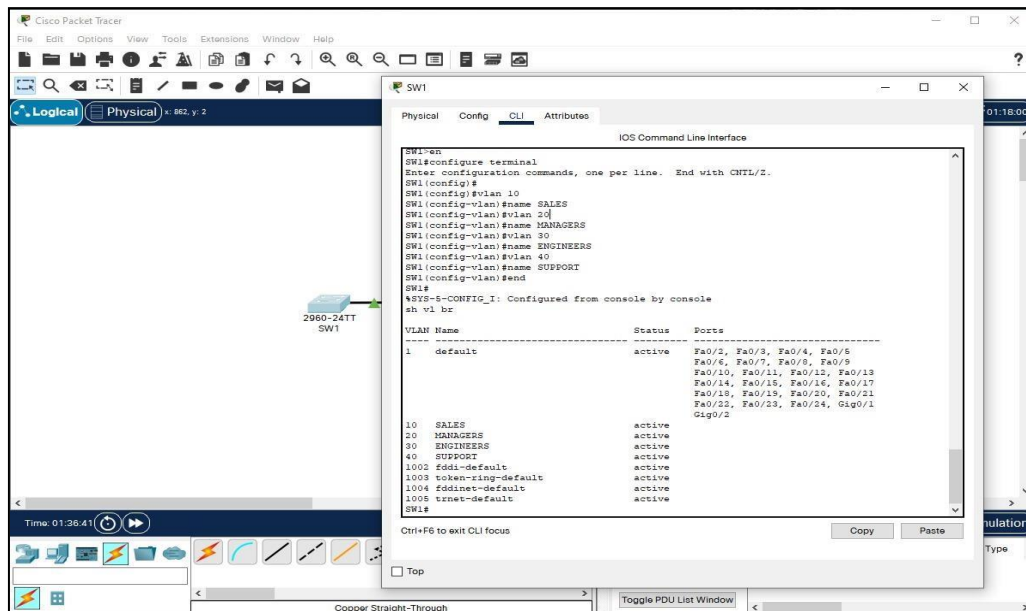 Cisco Packet Tracer
File Edit Options View Tools Extensions Window Help
Logical Physical x: 862, y: 2
01:18:00
SW1
Physical Config CLI Attributes
IOS Command Line Interface
SW1>en
SW1#configure terminal
Enter configuration commands, one per line. End with CNTL/Z.
SW1(config)#
SW1(config)#vlan 10
SW1(config-vlan)#name SALES
SW1(config-vlan)#vlan 20
SW1(config-vlan)#name MANAGERS
SW1(config-vlan)#vlan 30
SW1(config-vlan)#name ENGINEERS
SW1(config-vlan)#vlan 40
SW1(config-vlan)#name SUPPORT
SW1(config-vlan)#end
SW1#
%SYS-5-CONFIG_I: Configured from console by console
sh vl br
VLAN Name Status Ports
---- -------------------------------- --------- -------------------------------
1 default active Fa0/2, Fa0/3, Fa0/4, Fa0/5
Fa0/6, Fa0/7, Fa0/8, Fa0/9
Fa0/10, Fa0/11, Fa0/12, Fa0/13
Fa0/14, Fa0/15, Fa0/16, Fa0/17
Fa0/18, Fa0/19, Fa0/20, Fa0/21
Fa0/22, Fa0/23, Fa0/24, Gig0/1
Gig0/2
10 SALES active
20 MANAGERS active
30 ENGINEERS active
40 SUPPORT active
1002 fddi-default active
1003 token-ring-default active
1004 fddinet-default active
1005 trnet-default active
SW1#
Ctrl+F6 to exit CLI focus
Copy Paste
Top
2960-24TT
SW1
Time: 01:36:41
nulation
Type
Copper Straight-Through
Toggle PDU List Window